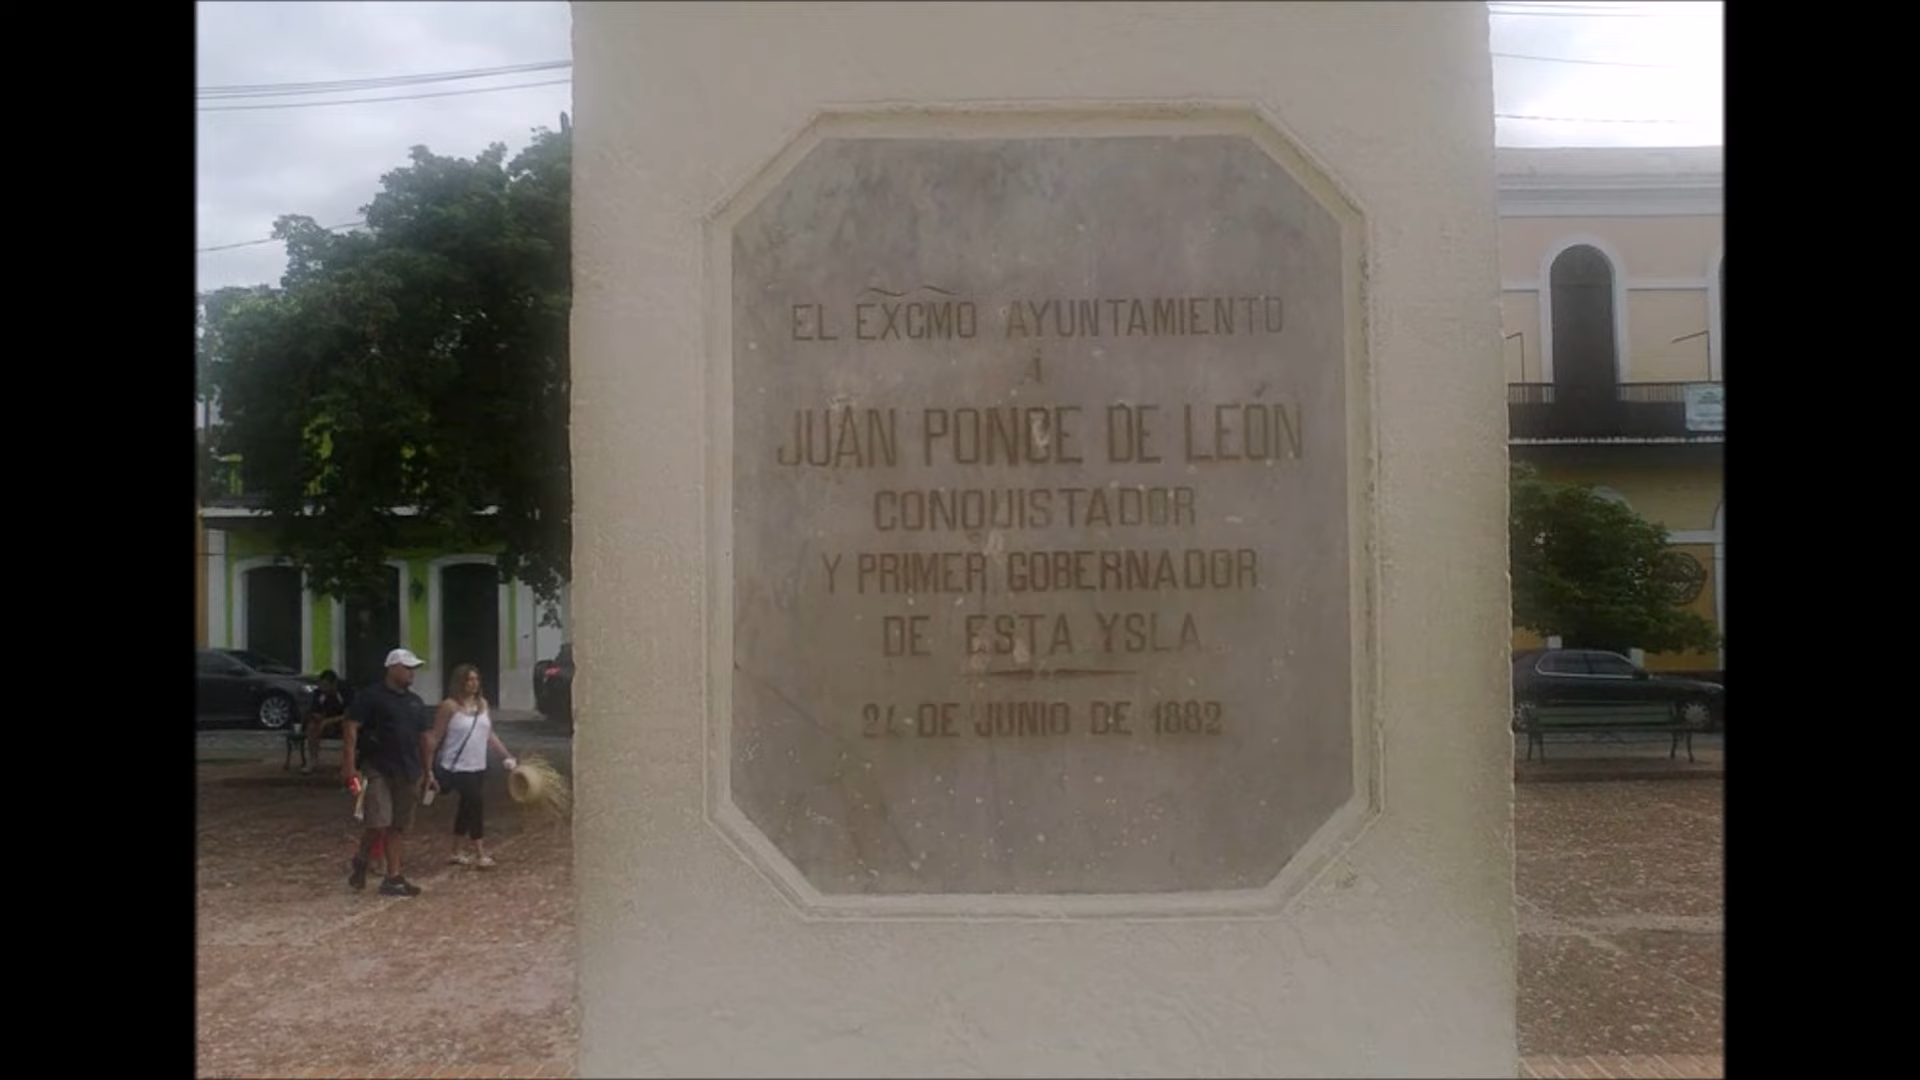 EL EXCMO AYUNTAMIENTO
Á
JUAN PONCE DE LEÓN
CONQUISTADOR
Y PRIMER GOBERNADOR
DE ESTA YSLA
24 DE JUNIO DE 1882